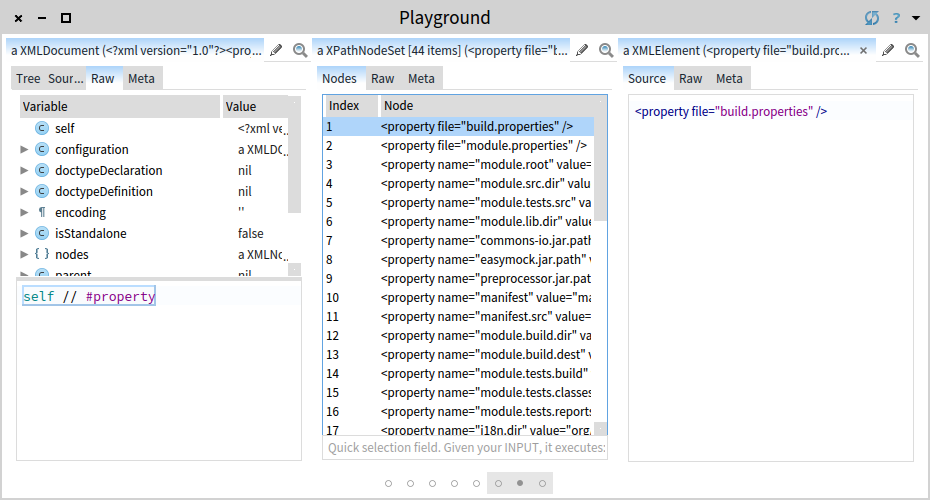 Playground
?
a XMLDocument (<?xml version="1.0"?><pro...
Tree Sour... Raw Meta
Variable Value
self <?xml ve
configuration a XMLDC
doctypeDeclaration nil
doctypeDefinition nil
¶ encoding ''
isStandalone false
{ } nodes a XMLNo
parent nil
self // #property
a XPathNodeSet [44 items] (<property file="b...
Nodes Raw Meta
Index Node
1 <property file="build.properties" />
2 <property file="module.properties" />
3 <property name="module.root" value=
4 <property name="module.src.dir" valu
5 <property name="module.tests.src" va
6 <property name="module.lib.dir" value
7 <property name="commons-io.jar.path
8 <property name="easymock.jar.path" v
9 <property name="preprocessor.jar.pat
10 <property name="manifest" value="ma
11 <property name="manifest.src" value=
12 <property name="module.build.dir" va
13 <property name="module.build.dest" v
14 <property name="module.tests.build"
15 <property name="module.tests.classes
16 <property name="module.tests.reports
17 <property name="i18n.dir" value="org
Quick selection field. Given your INPUT, it executes:
a XMLElement (<property file="build.prc...
Source Raw Meta
<property file="build.properties" />